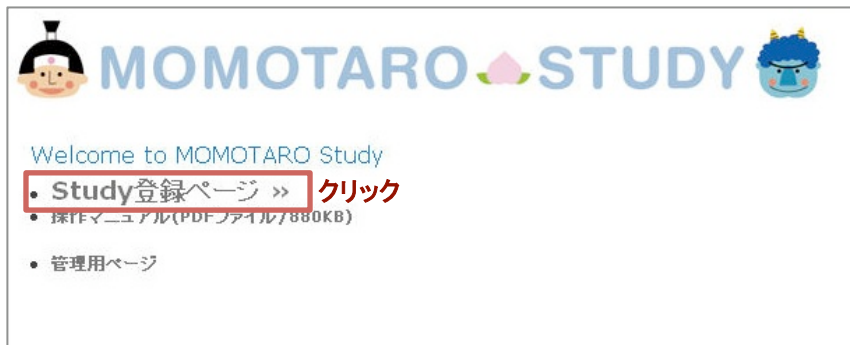 MOMOTARO STUDY
Welcome to MOMOTARO Study
• Study登録ページ » クリック
• 操作マニュアル(PDFファイル/880KB)
• 管理用ページ